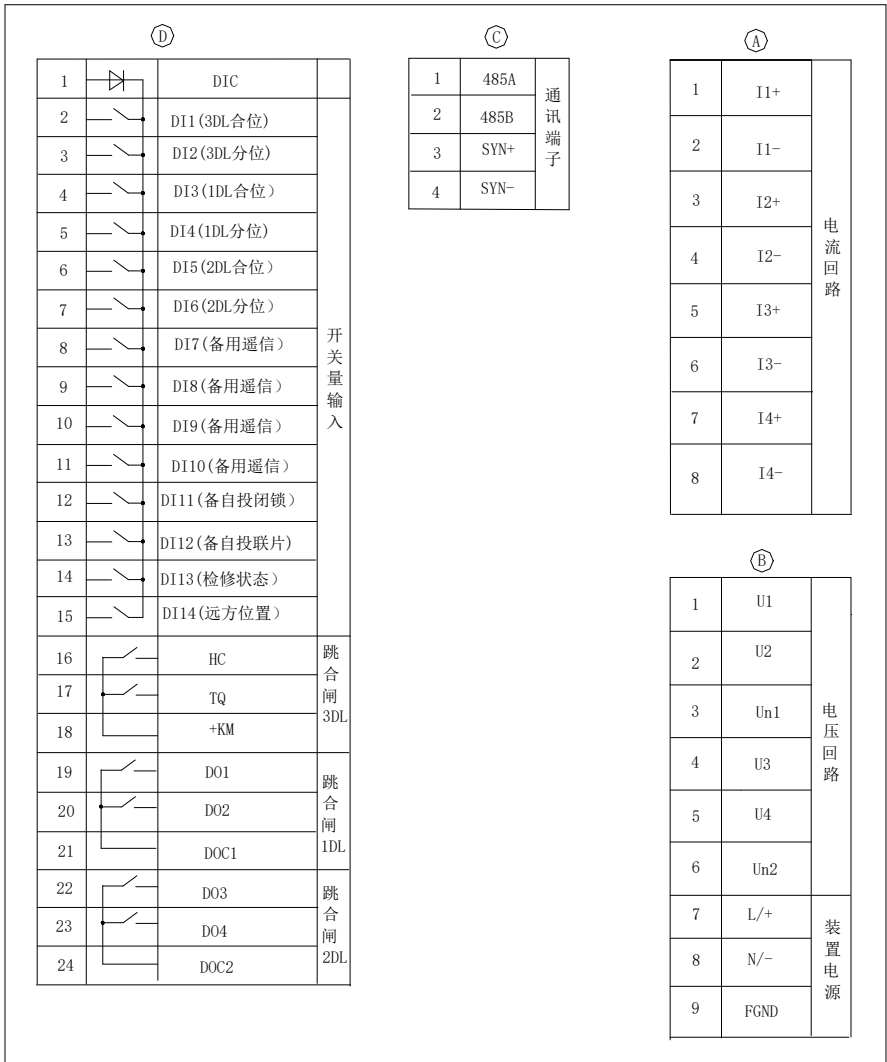 D
1 DIC
2 DI1(3DL合位)
3 DI2(3DL分位)
4 DI3(1DL合位）
5 DI4(1DL分位)
6 DI5(2DL合位）
7 DI6(2DL分位）
8 DI7(备用遥信）
9 DI8(备用遥信）
10 DI9(备用遥信）
11 DI10(备用遥信）
12 DI11(备自投闭锁）
13 DI12(备自投联片)
14 DI13(检修状态）
15 DI14(远方位置）
开关量输入
16 HC
17 TQ
18 +KM
跳合闸3DL
19 DO1
20 DO2
21 DOC1
跳合闸1DL
22 DO3
23 DO4
24 DOC2
跳合闸2DL
C
1 485A
2 485B
3 SYN+
4 SYN-
通讯端子
A
1 I1+
2 I1-
3 I2+
4 I2-
5 I3+
6 I3-
7 I4+
8 I4-
电流回路
B
1 U1
2 U2
3 Un1
4 U3
5 U4
6 Un2
电压回路
7 L/+
8 N/-
9 FGND
装置电源